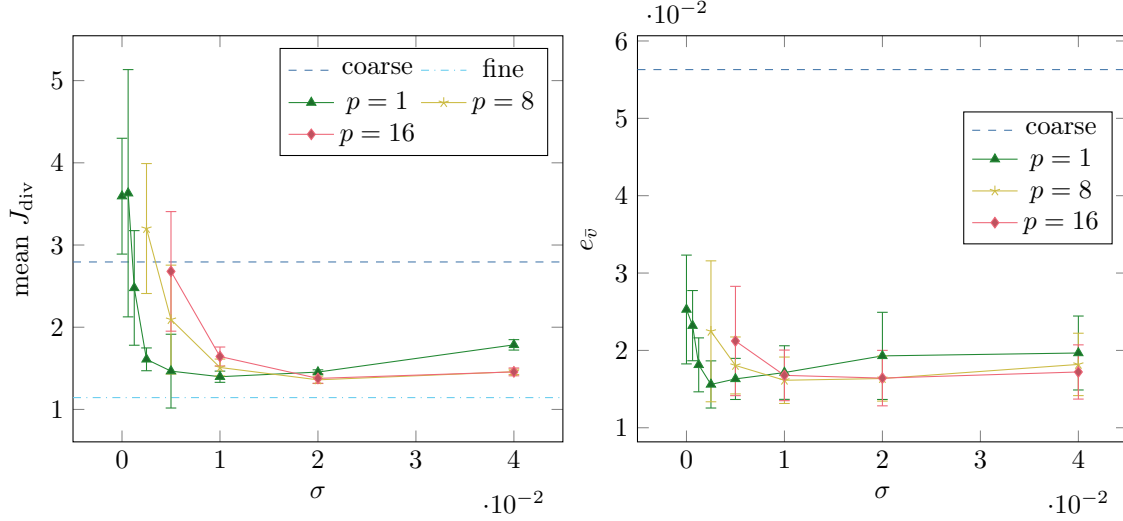 5
4
3
2
1
mean J_div
coarse fine
p = 1 p = 8
p = 16
0 1 2 3 4
σ
·10⁻²
·10⁻²
6
5
4
3
2
1
e_v̄
coarse
p = 1
p = 8
p = 16
0 1 2 3 4
σ
·10⁻²